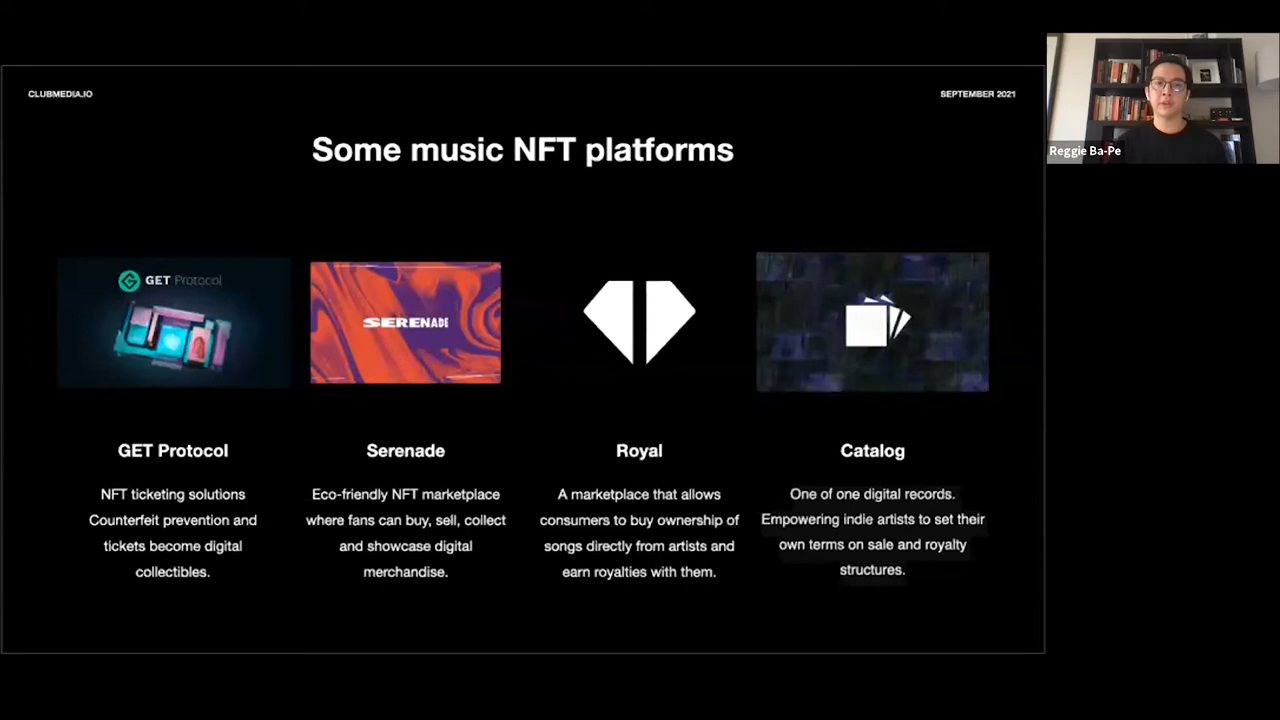 CLUBMEDIA.IO
SEPTEMBER 2021
Some music NFT platforms
GET Protocol
SERENADE
GET Protocol
NFT ticketing solutions
Counterfeit prevention and
tickets become digital
collectibles.
Serenade
Eco-friendly NFT marketplace
where fans can buy, sell, collect
and showcase digital
merchandise.
Royal
A marketplace that allows
consumers to buy ownership of
songs directly from artists and
earn royalties with them.
Catalog
One of one digital records.
Empowering indie artists to set their
own terms on sale and royalty
structures.
Reggie Ba-Pe